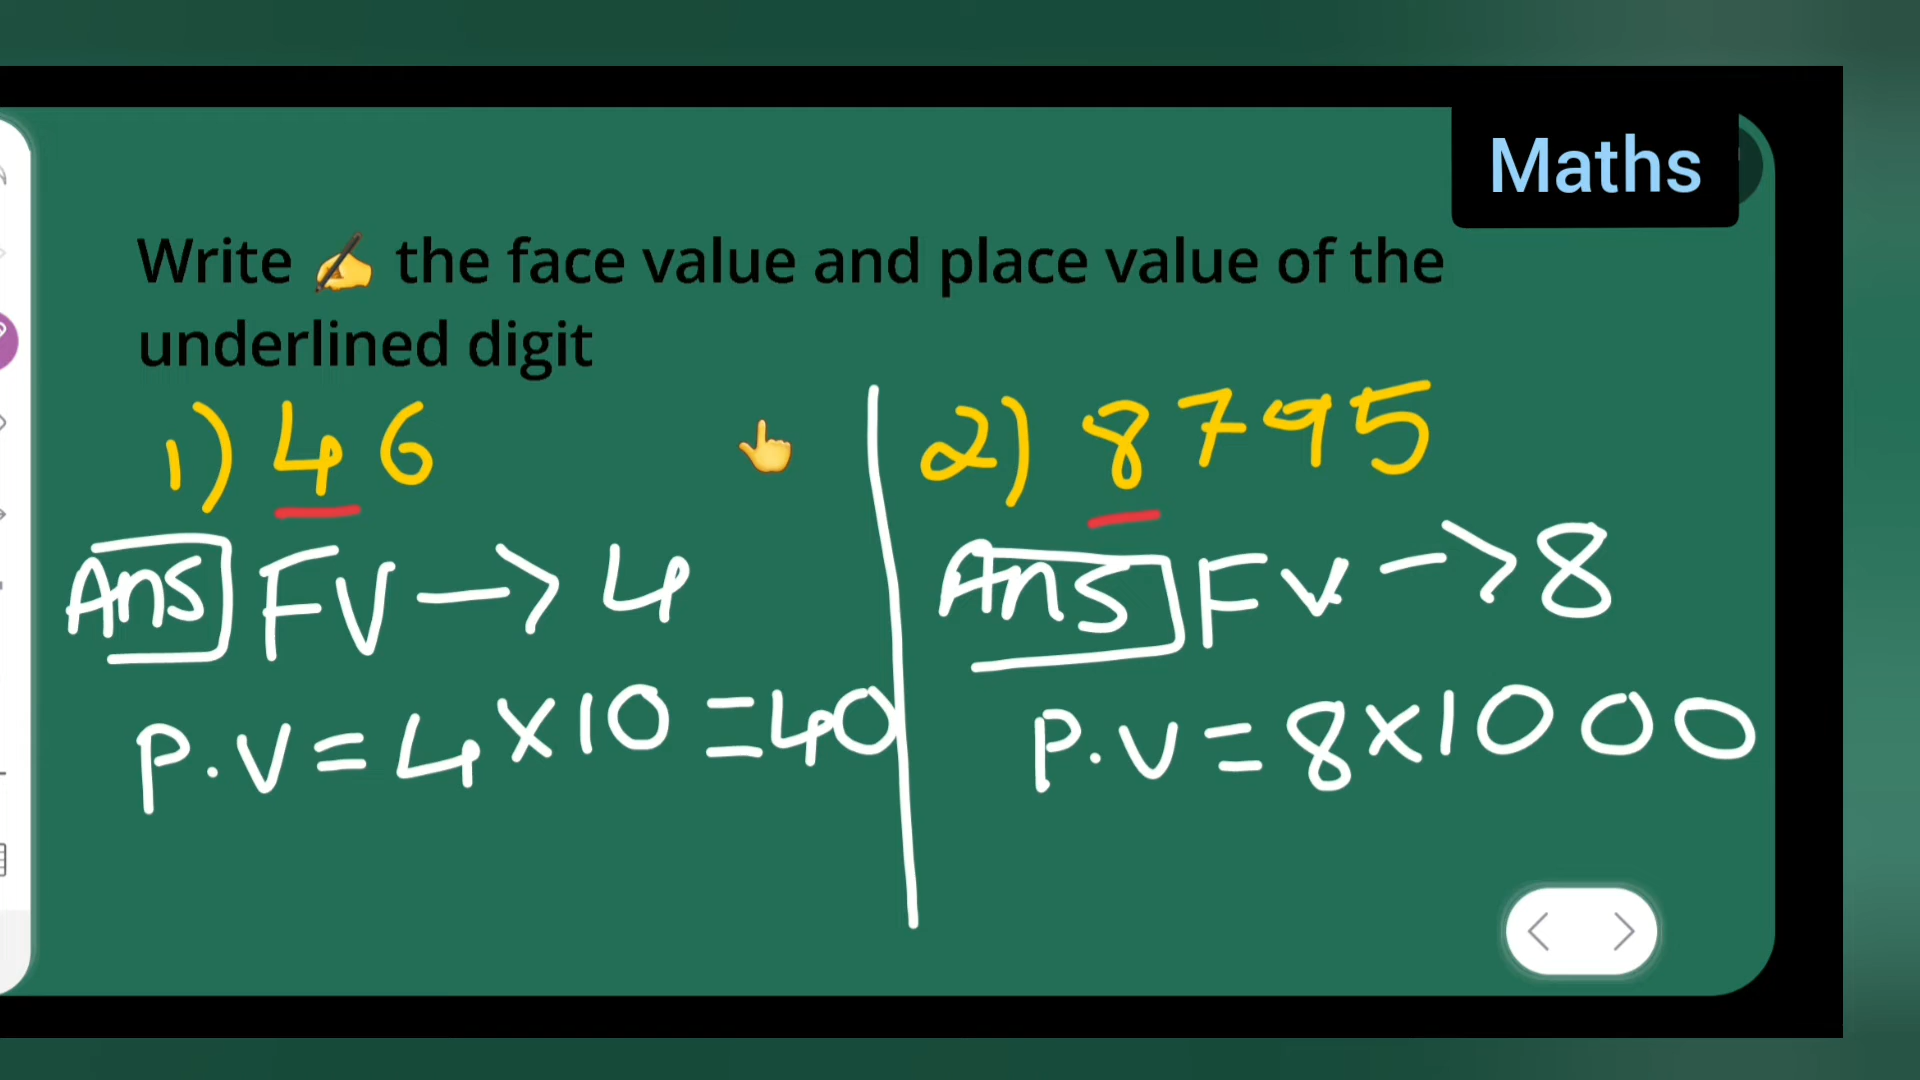 Maths
Write ✍ the face value and place value of the
underlined digit
1) 46
Ans FV → 4
P.V = 4 × 10 = 40
2) 8795
Ans FV → 8
P.V = 8 × 1000